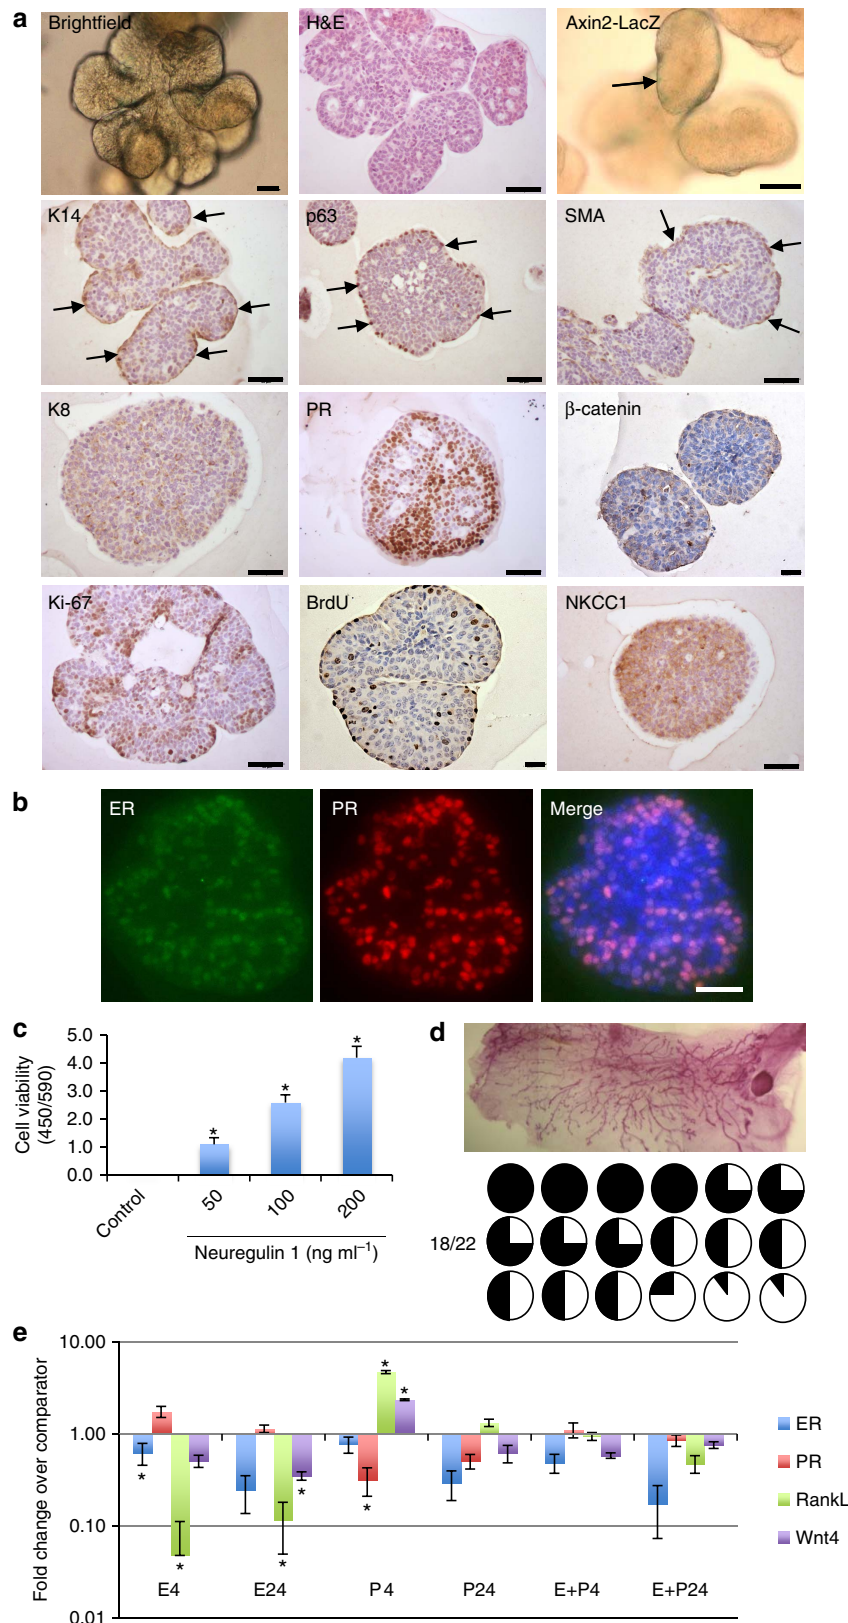 a
Brightfield
H&E
Axin2-LacZ
K14
p63
SMA
K8
PR
β-catenin
Ki-67
BrdU
NKCC1
b
ER
PR
Merge
c
Cell viability
(450/590)
5.0
4.0
3.0
2.0
1.0
0.0
*
*
*
Control
50
100
200
Neuregulin 1 (ng ml⁻¹)
d
18/22
e
Fold change over comparator
10.00
1.00
0.10
0.01
*
*
*
*
*
*
*
E4
E24
P4
P24
E+P4
E+P24
ER
PR
RankL
Wnt4